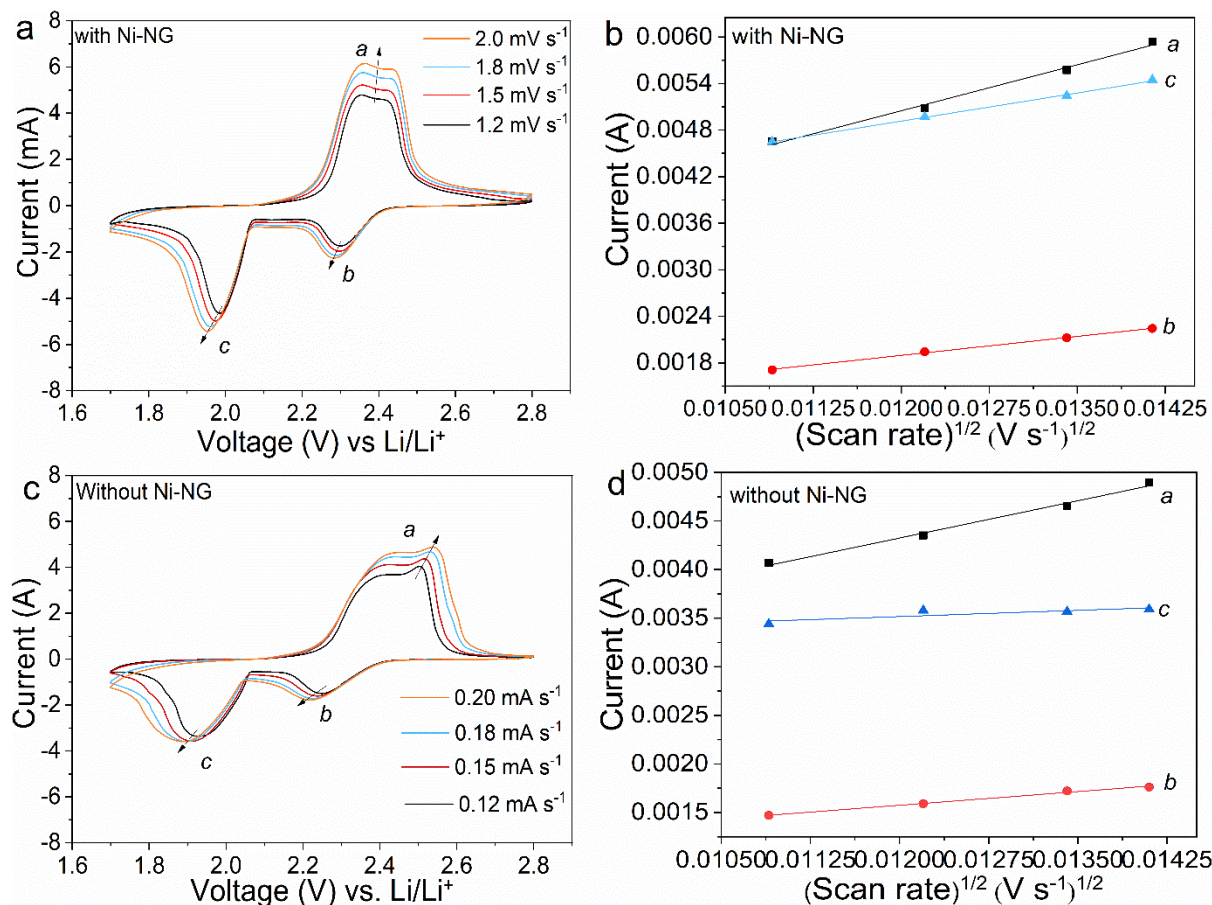 a
with Ni-NG
2.0 mV s⁻¹
1.8 mV s⁻¹
1.5 mV s⁻¹
1.2 mV s⁻¹
a
b
c
8
6
4
2
0
-2
-4
-6
-8
Current (mA)
1.6 1.8 2.0 2.2 2.4 2.6 2.8
Voltage (V) vs Li/Li⁺
b
with Ni-NG
a
c
b
0.0060
0.0054
0.0048
0.0042
0.0036
0.0030
0.0024
0.0018
Current (A)
0.01050 0.01125 0.01200 0.01275 0.01350 0.01425
(Scan rate)¹/² (V s⁻¹)¹/²
c
Without Ni-NG
a
b
c
0.20 mA s⁻¹
0.18 mA s⁻¹
0.15 mA s⁻¹
0.12 mA s⁻¹
8
6
4
2
0
-2
-4
-6
-8
Current (A)
1.6 1.8 2.0 2.2 2.4 2.6 2.8
Voltage (V) vs. Li/Li⁺
d
without Ni-NG
a
c
b
0.0050
0.0045
0.0040
0.0035
0.0030
0.0025
0.0020
0.0015
Current (A)
0.01050 0.01125 0.01200 0.01275 0.01350 0.01425
(Scan rate)¹/² (V s⁻¹)¹/²